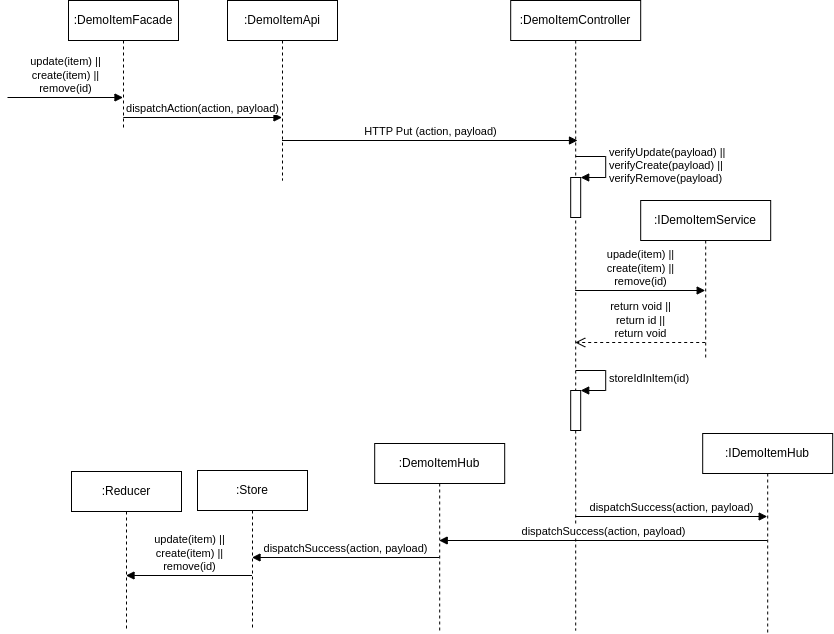 :DemoItemFacade
:DemoItemApi
:DemoItemController
update(item) ||
create(item) ||
remove(id)
dispatchAction(action, payload)
HTTP Put (action, payload)
verifyUpdate(payload) ||
verifyCreate(payload) ||
verifyRemove(payload)
:IDemoItemService
upade(item) ||
create(item) ||
remove(id)
return void ||
return id ||
return void
storeIdInItem(id)
:IDemoItemHub
:DemoItemHub
:Store
:Reducer
dispatchSuccess(action, payload)
dispatchSuccess(action, payload)
dispatchSuccess(action, payload)
update(item) ||
create(item) ||
remove(id)